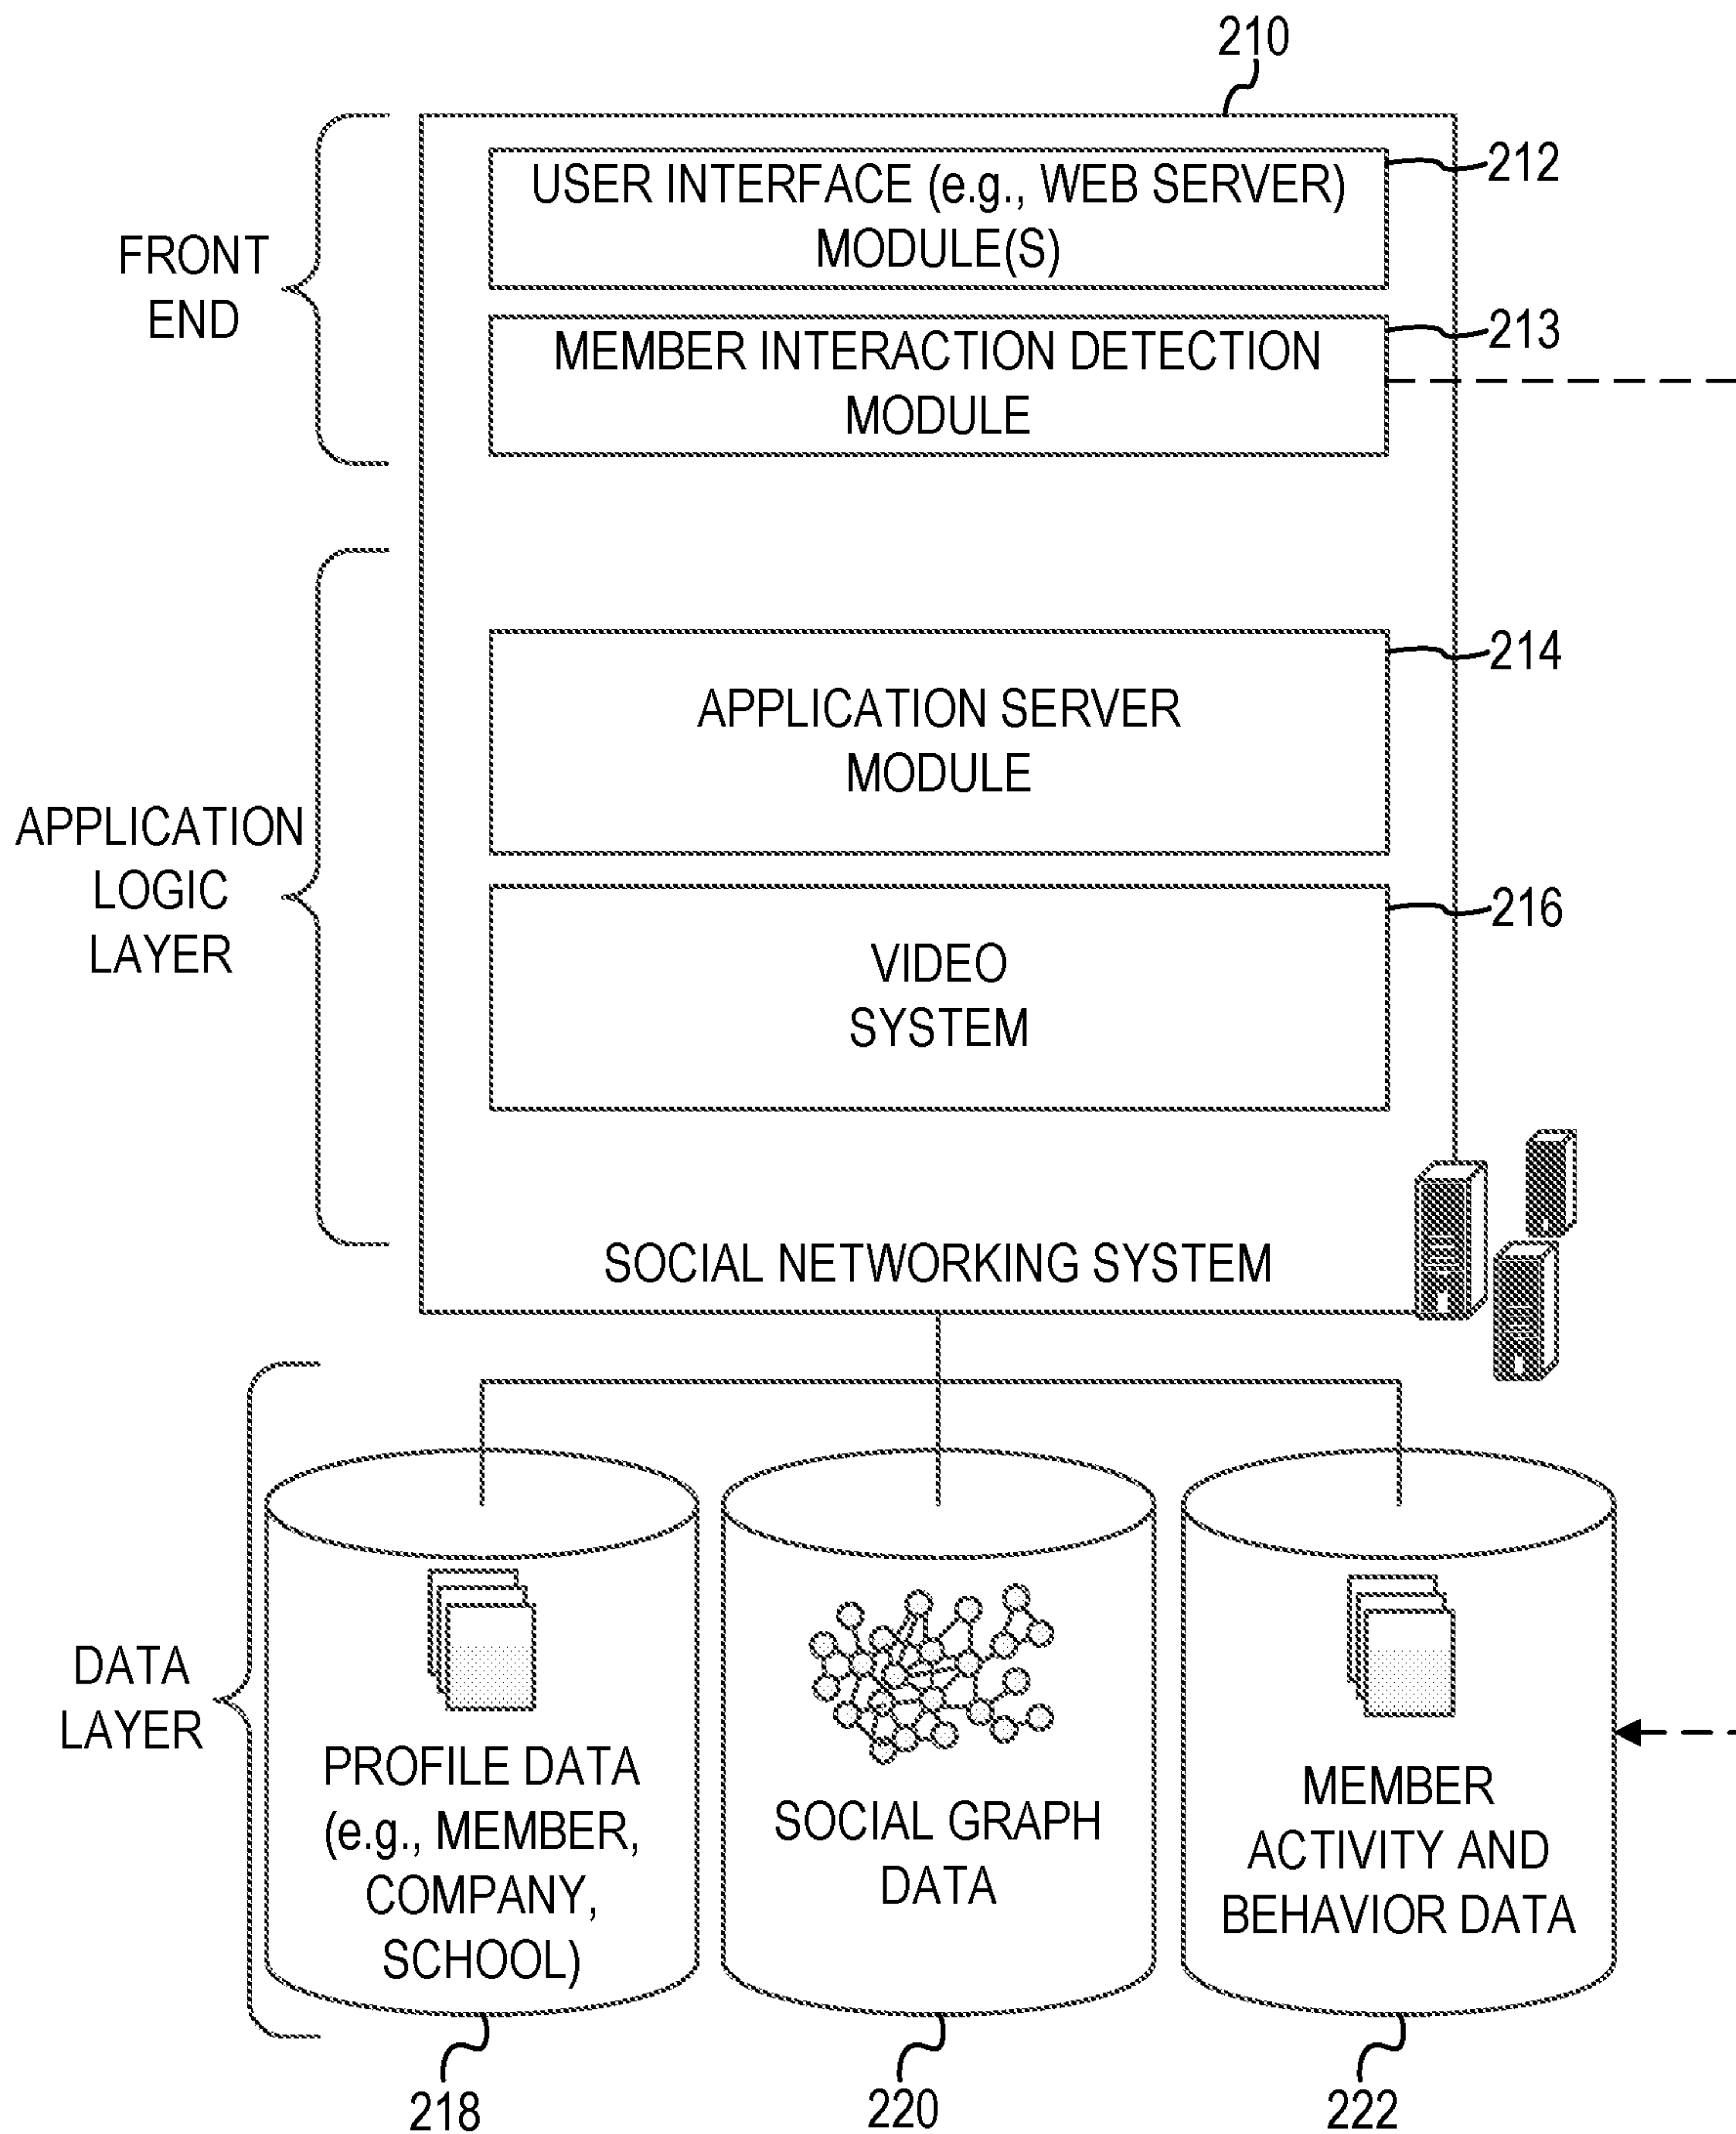 210
USER INTERFACE (e.g., WEB SERVER)
MODULE(S)
212
FRONT
END
MEMBER INTERACTION DETECTION
MODULE
213
APPLICATION SERVER
MODULE
214
APPLICATION
LOGIC
LAYER
VIDEO
SYSTEM
216
SOCIAL NETWORKING SYSTEM
DATA
LAYER
PROFILE DATA
(e.g., MEMBER,
COMPANY,
SCHOOL)
SOCIAL GRAPH
DATA
MEMBER
ACTIVITY AND
BEHAVIOR DATA
218
220
222